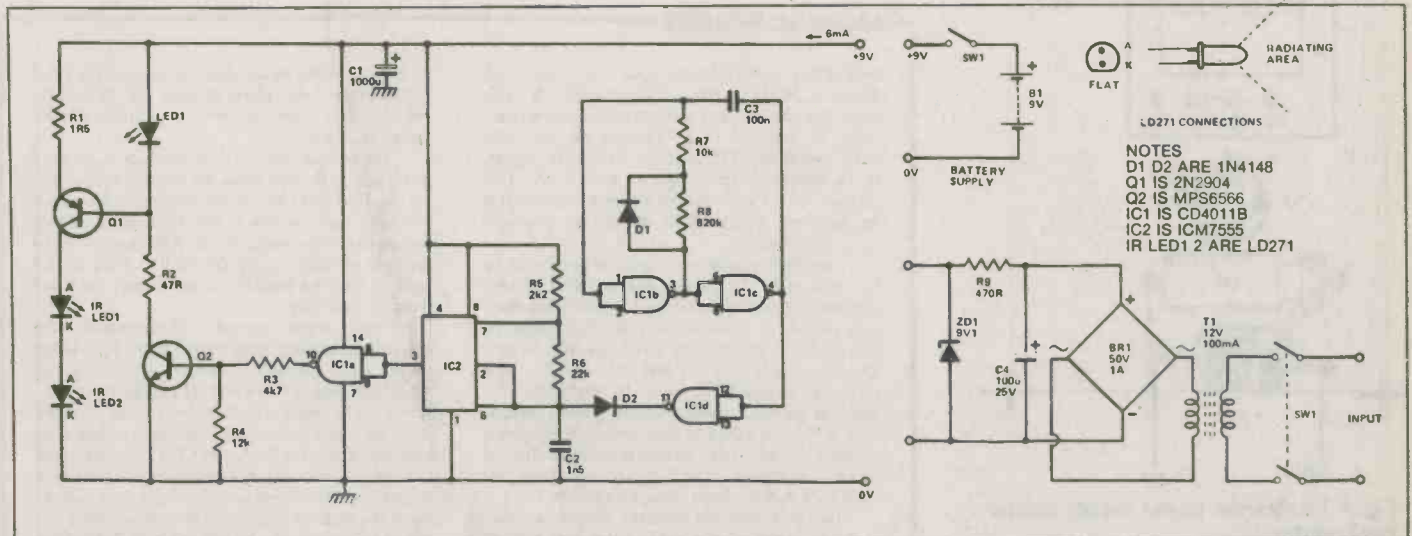 ← 6mA
+9V
C1
1000u
+
R1
1R5
LED1
Q1
R2
47R
A
IR
LED1
K
A
IR
LED2
K
Q2
R3
4k7
R4
12k
10
IC1a
14
7
3
4
8
7
IC2
2
6
1
R5
2k2
R6
22k
C2
1n5
D2
11
IC1d
12
13
C3
100n
R7
10k
R8
820k
D1
1
IC1b
3
IC1c
4
0V
+9V
SW1
+
B1
9V
0V
BATTERY
SUPPLY
A
K
FLAT
RADIATING
AREA
LD271 CONNECTIONS
NOTES
D1 D2 ARE 1N4148
Q1 IS 2N2904
Q2 IS MPS6566
IC1 IS CD4011B
IC2 IS ICM7555
IR LED1 2 ARE LD271
R9
470R
ZD1
9V1
+
C4
100u
25V
+
BR1
50V
1A
-
T1
12V
100mA
SW1
INPUT